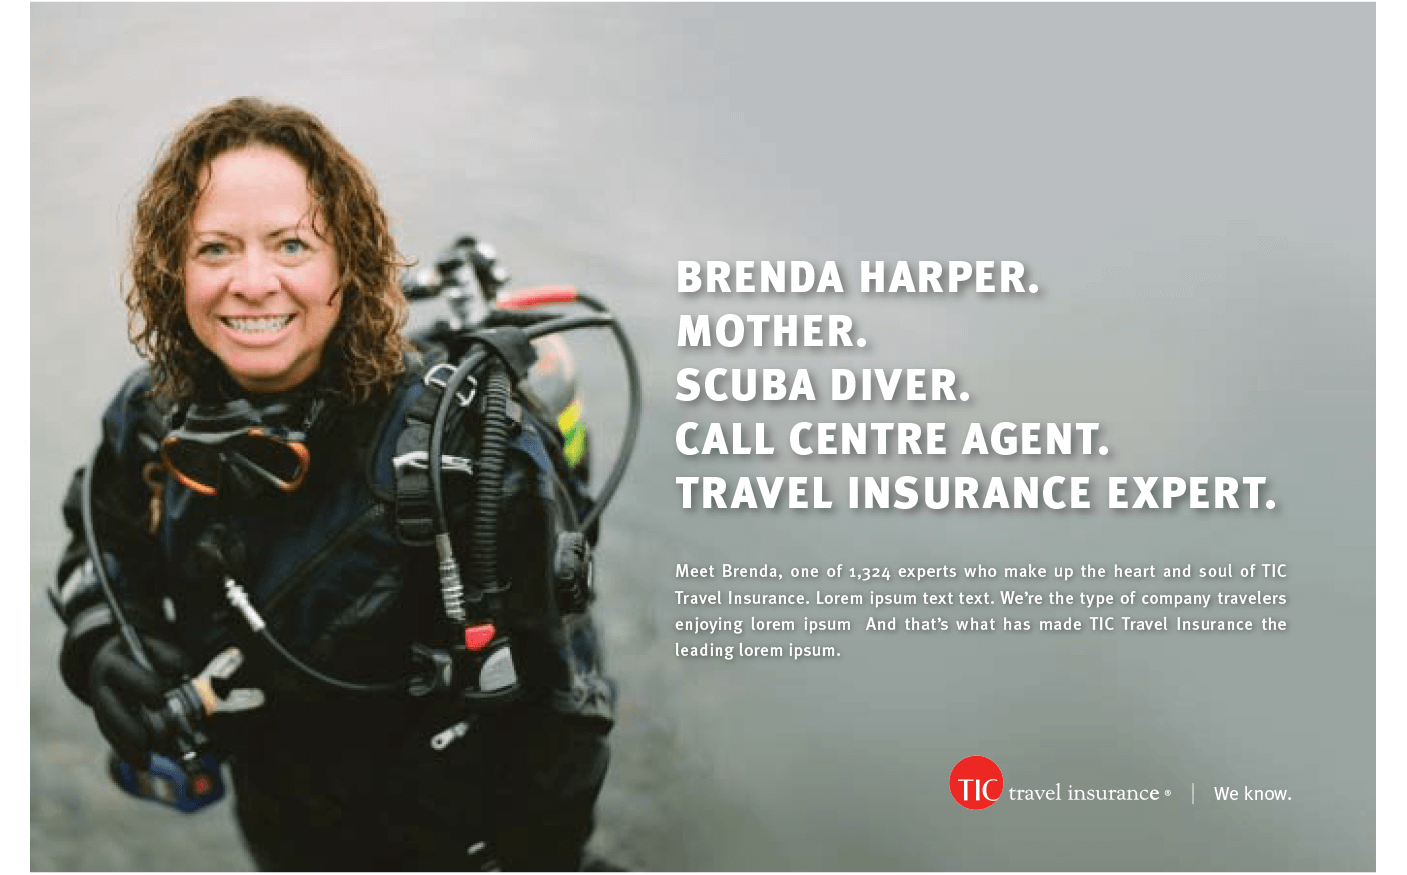 BRENDA HARPER.
MOTHER.
SCUBA DIVER.
CALL CENTRE AGENT.
TRAVEL INSURANCE EXPERT.
Meet Brenda, one of 1,324 experts who make up the heart and soul of TIC
Travel Insurance. Lorem ipsum text text. We're the type of company travelers
enjoying lorem ipsum  And that's what has made TIC Travel Insurance the
leading lorem ipsum.
TIC travel insurance ® | We know.